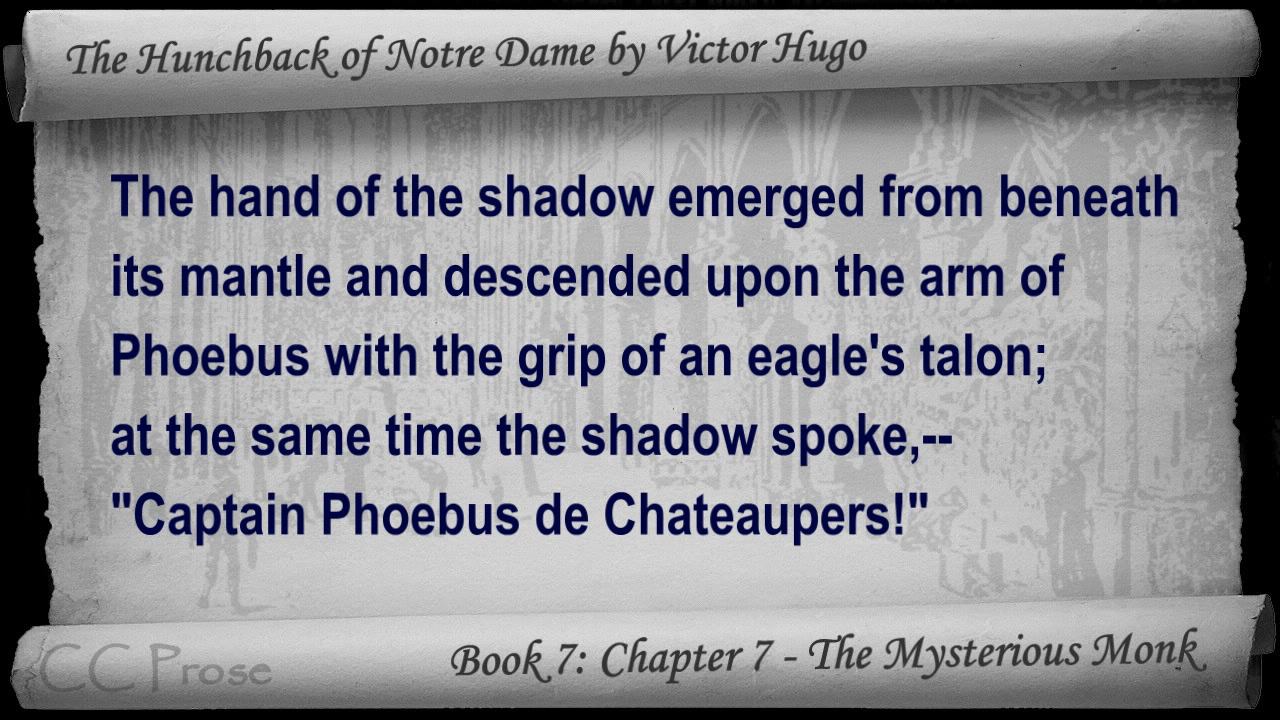 The Hunchback of Notre Dame by Victor Hugo
The hand of the shadow emerged from beneath
its mantle and descended upon the arm of
Phoebus with the grip of an eagle's talon;
at the same time the shadow spoke,--
"Captain Phoebus de Chateaupers!"
CC Prose
Book 7: Chapter 7 - The Mysterious Monk